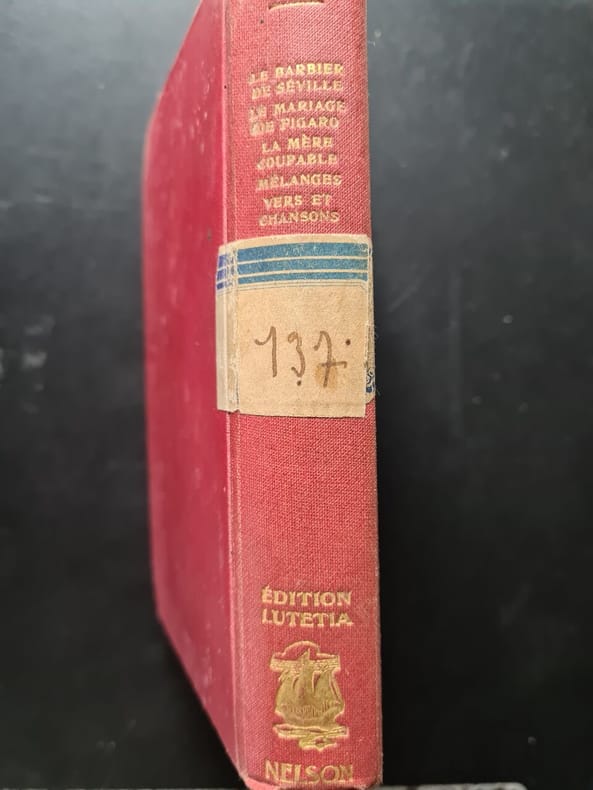 LE BARBIER
DE SÉVILLE
LE MARIAGE
DE FIGARO
LA MÈRE
COUPABLE
MÉLANGES
VERS ET
CHANSONS
137.
ÉDITION
LUTETIA
NELSON